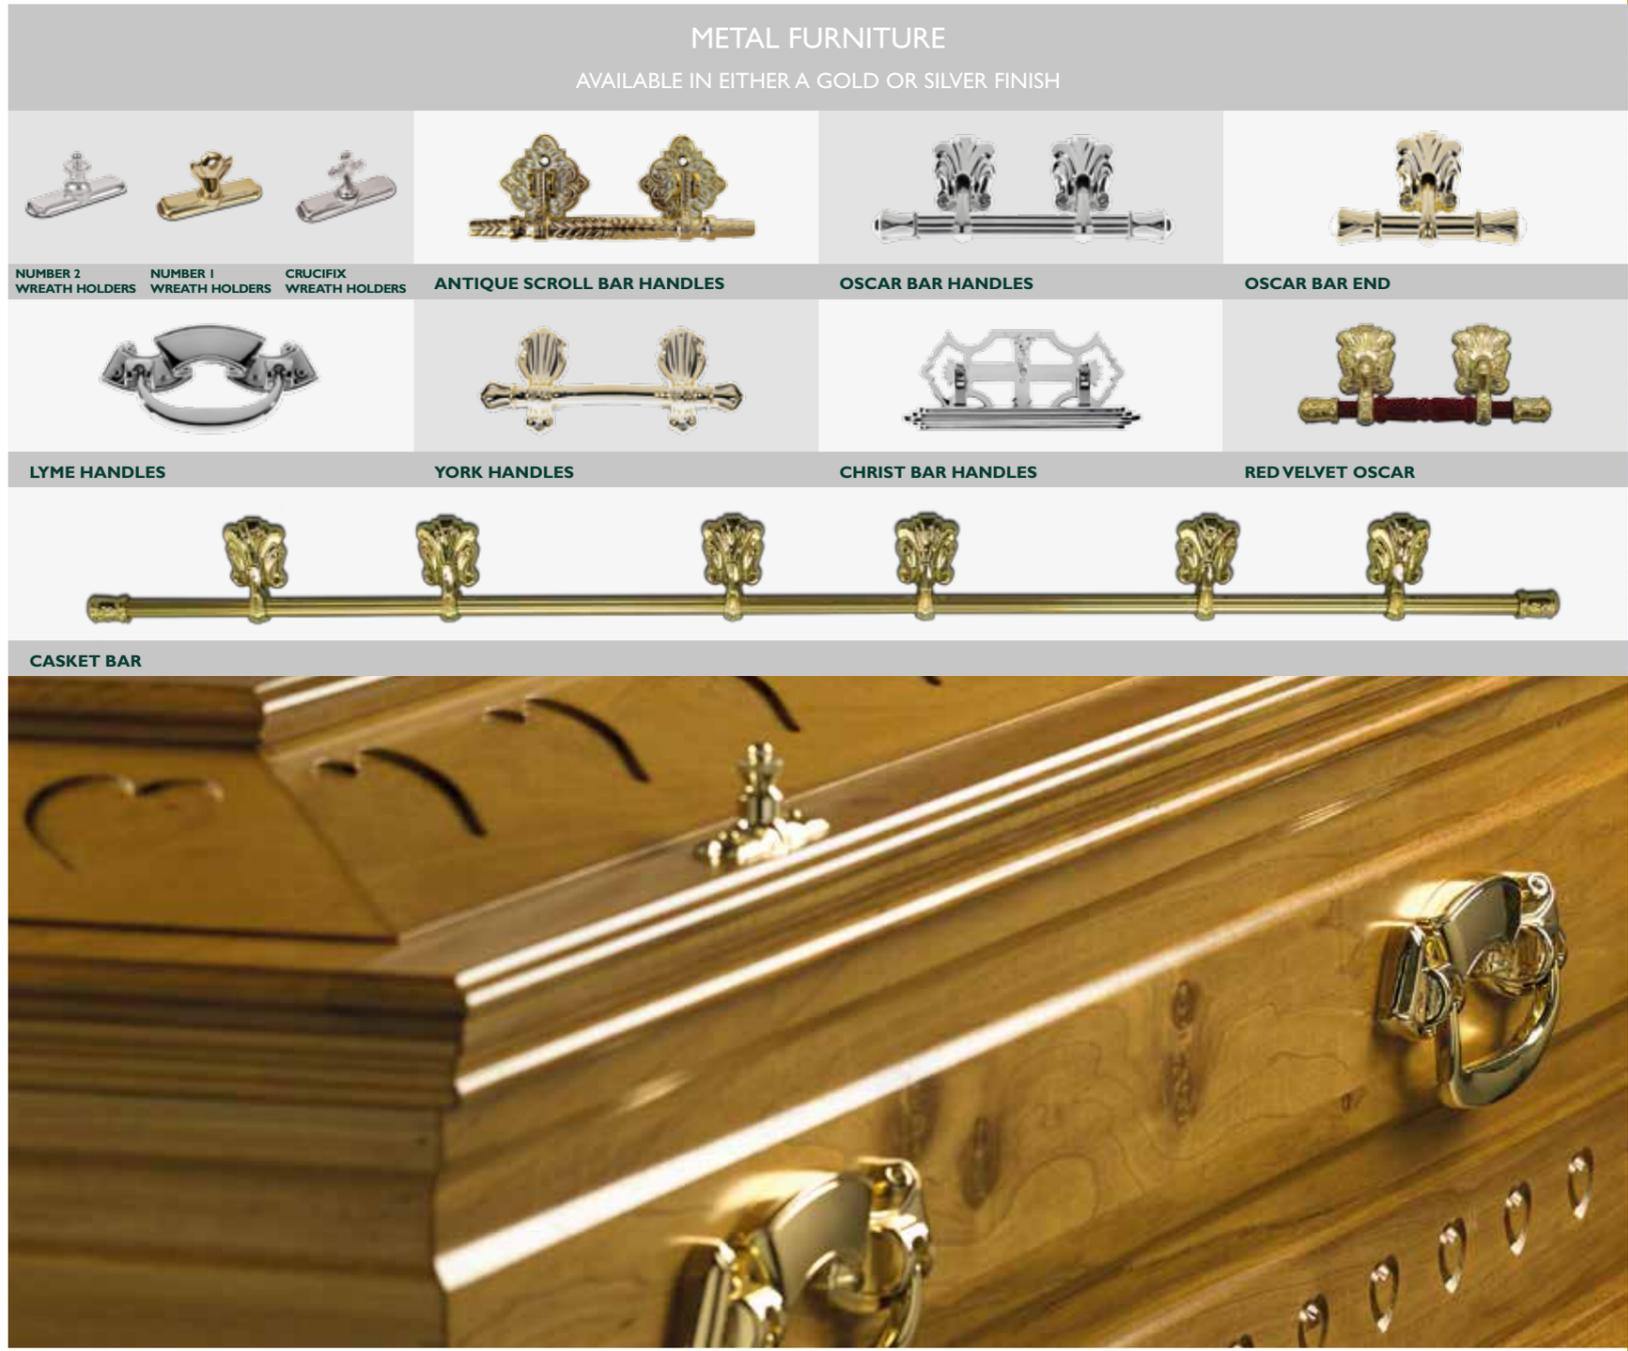 METAL FURNITURE
AVAILABLE IN EITHER A GOLD OR SILVER FINISH
NUMBER 2
WREATH HOLDERS
NUMBER 1
WREATH HOLDERS
CRUCIFIX
WREATH HOLDERS
ANTIQUE SCROLL BAR HANDLES
OSCAR BAR HANDLES
OSCAR BAR END
LYME HANDLES
YORK HANDLES
CHRIST BAR HANDLES
RED VELVET OSCAR
CASKET BAR